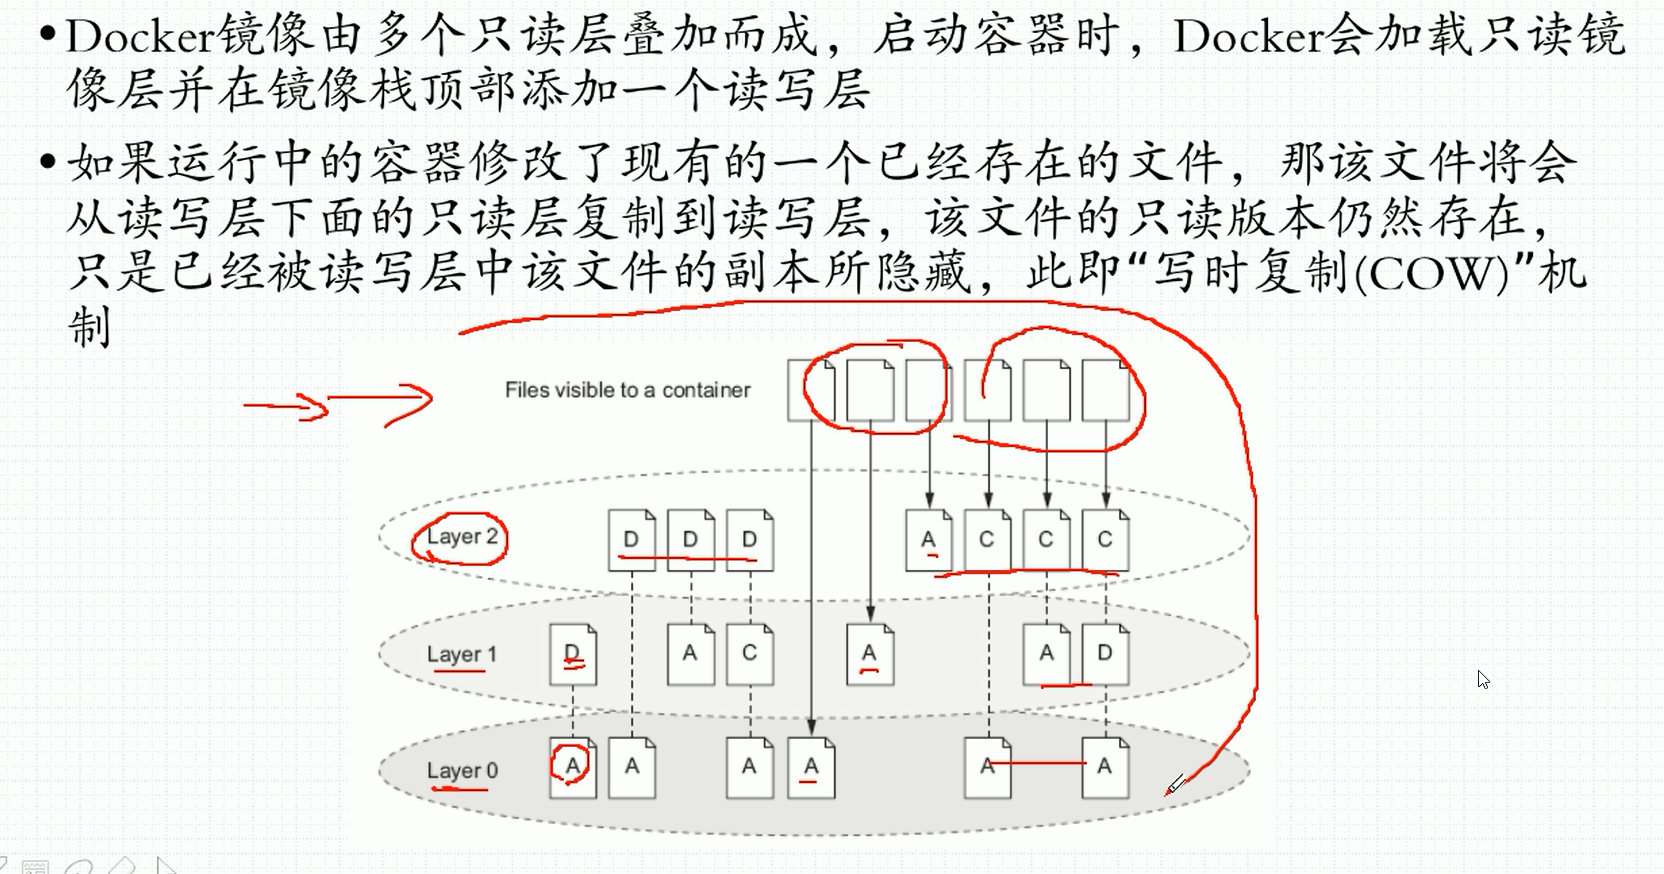 •Docker镜像由多个只读层叠加而成，启动容器时，Docker会加载只读镜
像层并在镜像栈顶部添加一个读写层
•如果运行中的容器修改了现有的一个已经存在的文件，那该文件将会
从读写层下面的只读层复制到读写层，该文件的只读版本仍然存在，
只是已经被读写层中该文件的副本所隐藏，此即“写时复制(COW)”机
制
Files visible to a container
Layer 2 D D D A C C C
Layer 1 D A C A A D
Layer 0 A A A A A A